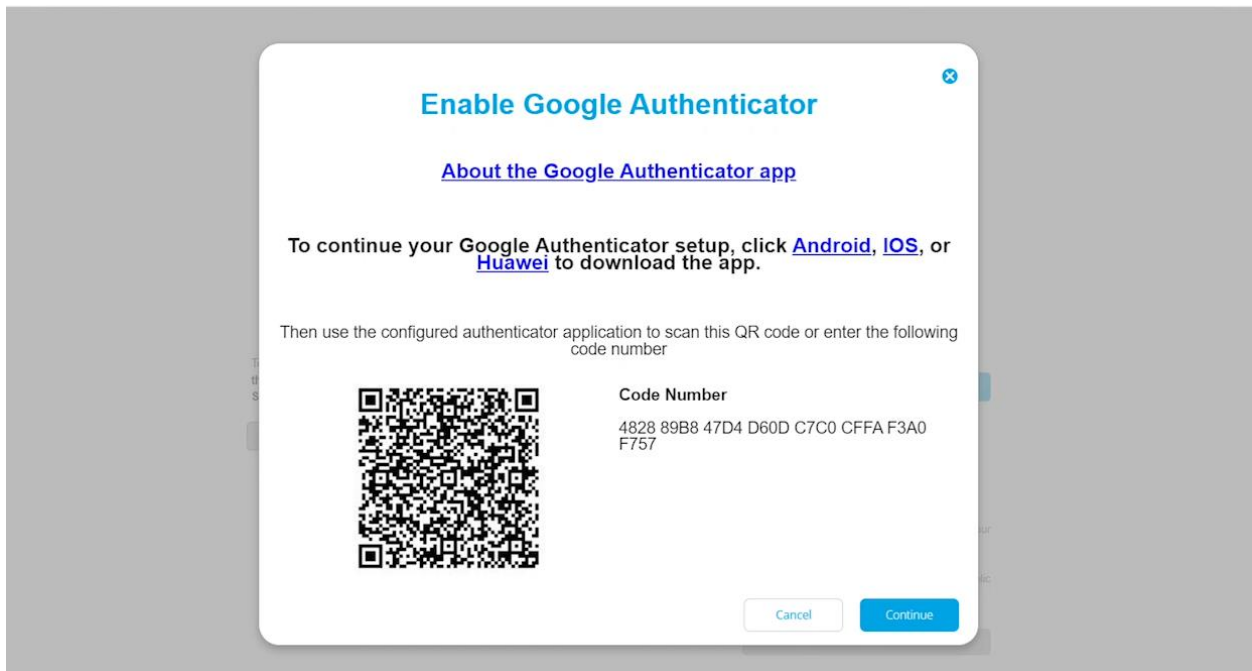 Enable Google Authenticator
About the Google Authenticator app
To continue your Google Authenticator setup, click Android, IOS, or
Huawei to download the app.
Then use the configured authenticator application to scan this QR code or enter the following
code number
Code Number
4828 89B8 47D4 D60D C7C0 CFFA F3A0
F757
Cancel
Continue